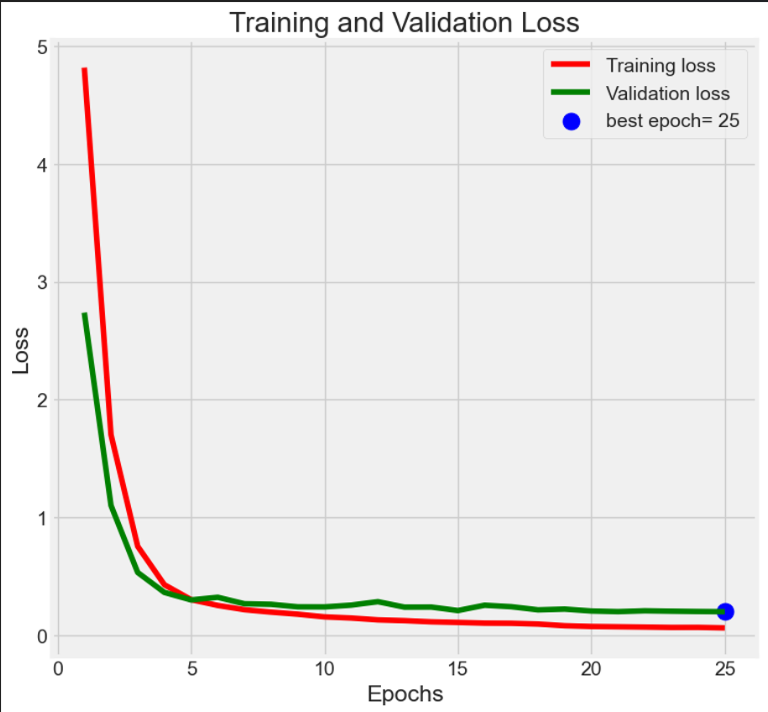 Training and Validation Loss
5
Training loss
Validation loss
best epoch= 25
4
3
Loss
2
1
0
0 5 10 15 20 25
Epochs